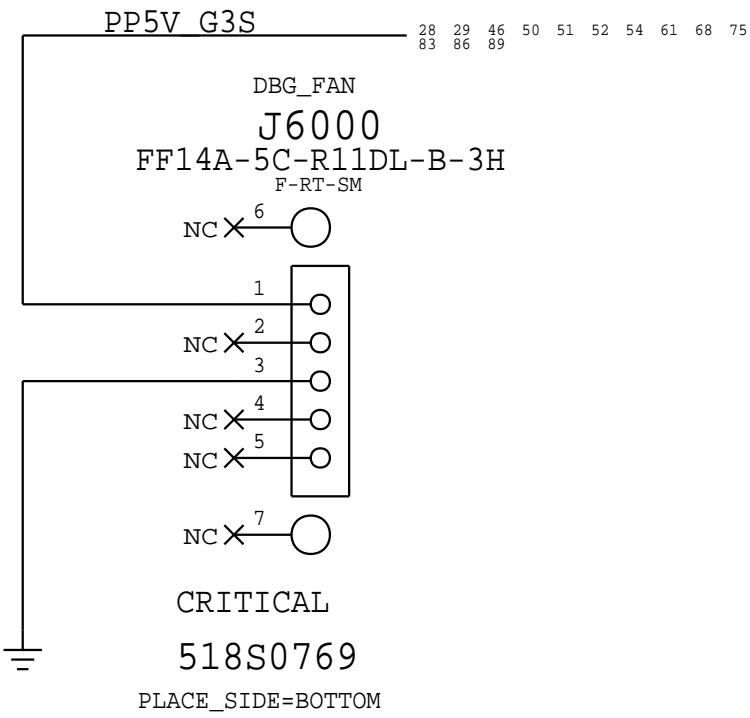 PP5V_G3S
28 29 46 50 51 52 54 61 68 75
83 86 89
DBG_FAN
J6000
FF14A-5C-R11DL-B-3H
F-RT-SM
NC 6
1
NC 2
3
NC 4
NC 5
NC 7
CRITICAL
518S0769
PLACE_SIDE=BOTTOM